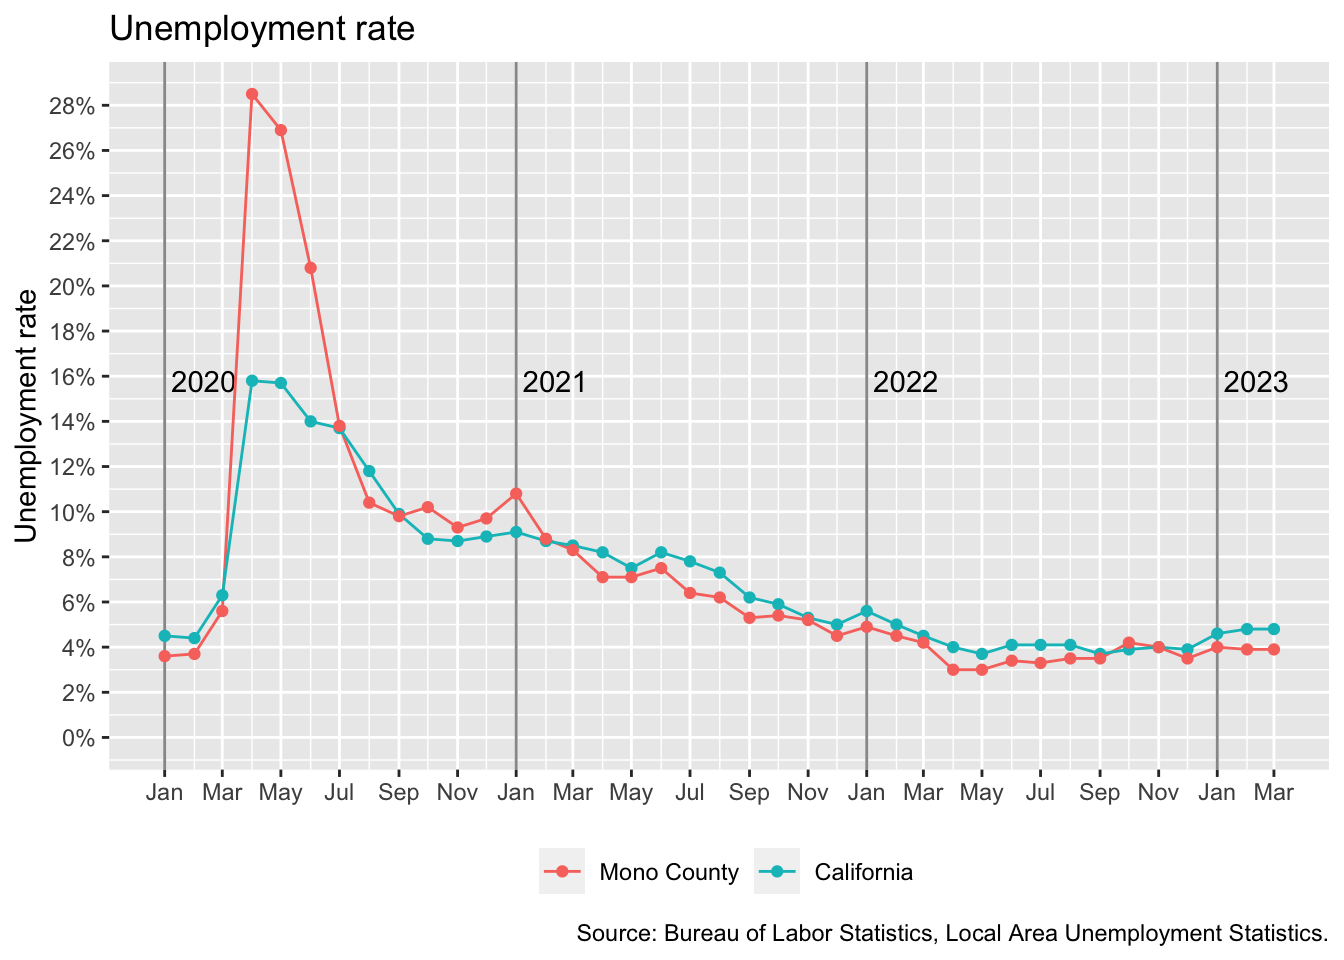 Unemployment rate
Unemployment rate
28%
26%
24%
22%
20%
18%
16%
14%
12%
10%
8%
6%
4%
2%
0%
2020 2021 2022 2023
Jan Mar May Jul Sep Nov Jan Mar May Jul Sep Nov Jan Mar May Jul Sep Nov Jan Mar
Mono County California
Source: Bureau of Labor Statistics, Local Area Unemployment Statistics.